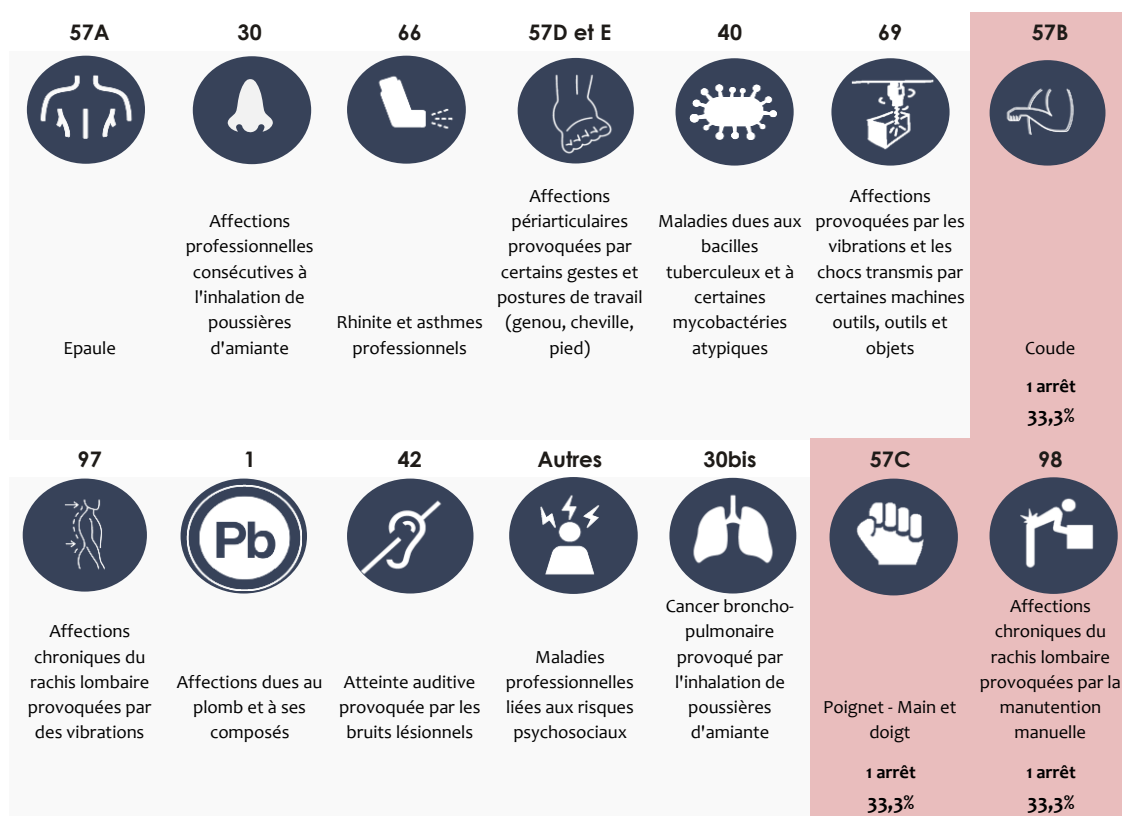 57A
30
66
57D et E
40
69
57B
Epaule
Affections
professionnelles
consécutives à
l'inhalation de
poussières
d'amiante
Rhinite et asthmes
professionnels
Affections
périarticulaires
provoquées par
certains gestes et
postures de travail
(genou, cheville,
pied)
Maladies dues aux
bacilles
tuberculeux et à
certaines
mycobactéries
atypiques
Affections
provoquées par les
vibrations et les
chocs transmis par
certaines machines
outils, outils et
objets
Coude
1 arrêt
33,3%
97
1
42
Autres
30bis
57C
98
Pb
Affections
chroniques du
rachis lombaire
provoquées par
des vibrations
Affections dues au
plomb et à ses
composés
Atteinte auditive
provoquée par les
bruits lésionnels
Maladies
professionnelles
liées aux risques
psychosociaux
Cancer broncho-
pulmonaire
provoqué par
l'inhalation de
poussières
d'amiante
Poignet - Main et
doigt
1 arrêt
33,3%
Affections
chroniques du
rachis lombaire
provoquées par la
manutention
manuelle
1 arrêt
33,3%